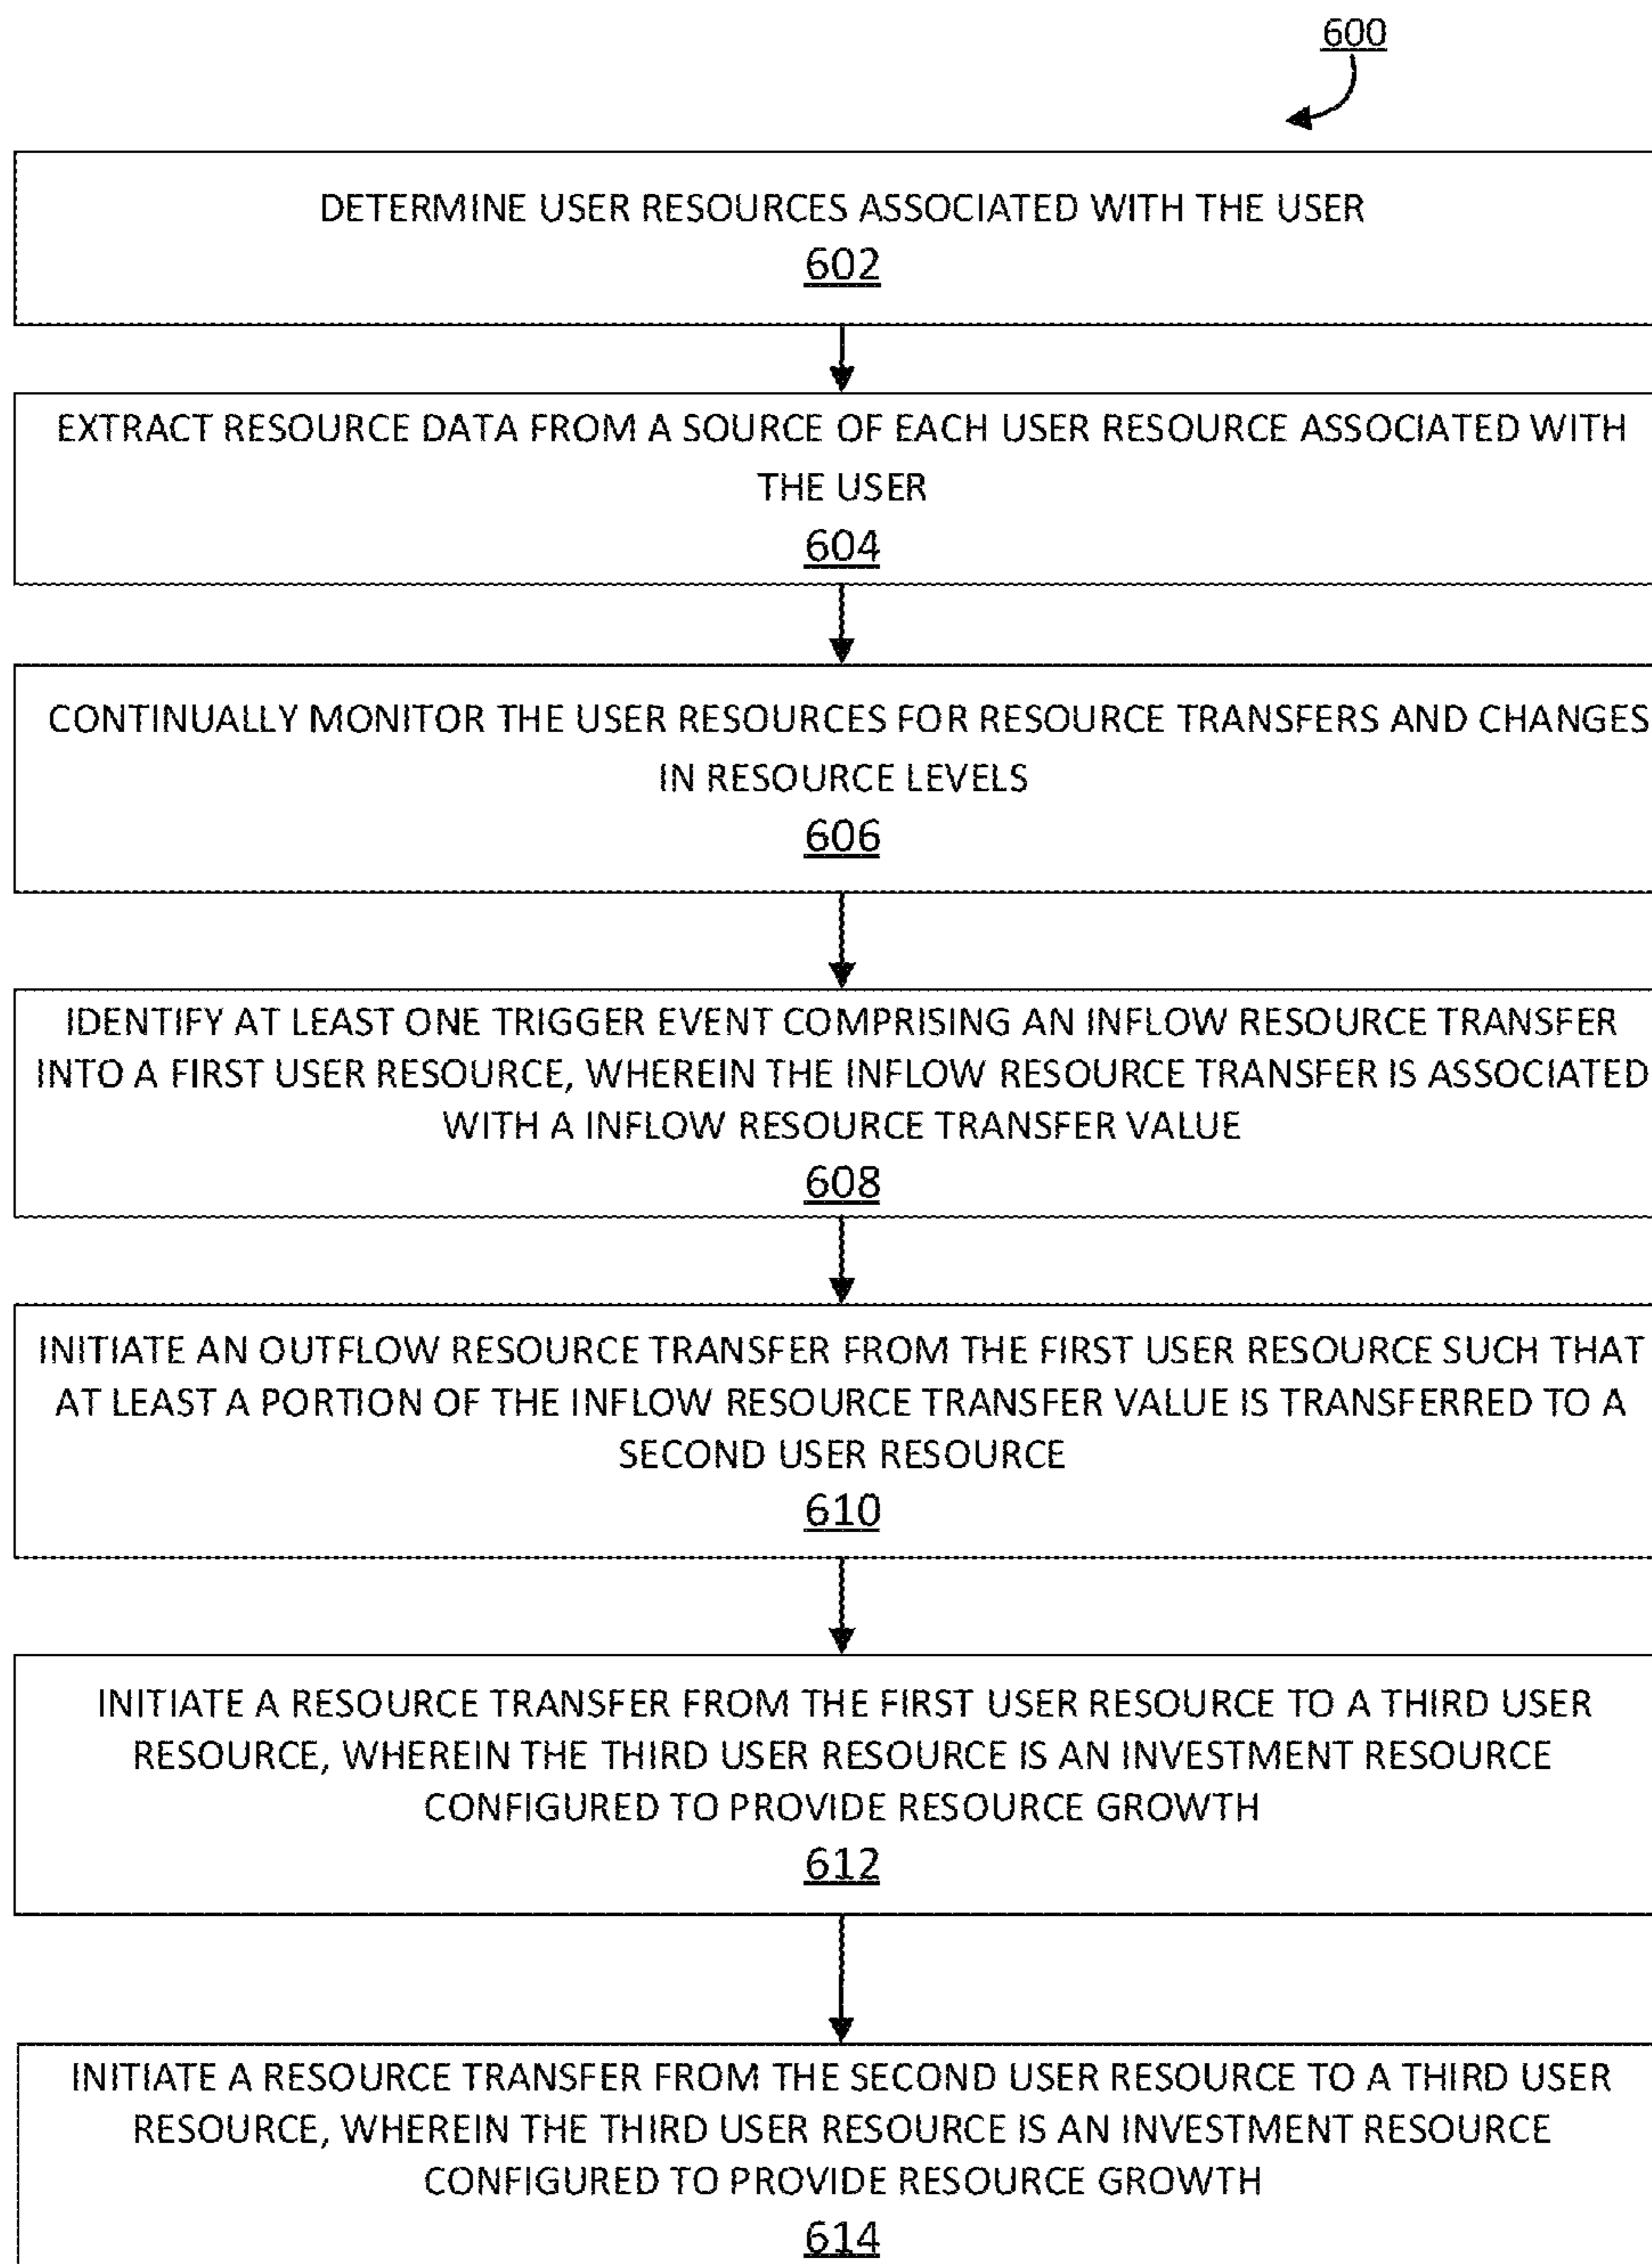 600
DETERMINE USER RESOURCES ASSOCIATED WITH THE USER
602
EXTRACT RESOURCE DATA FROM A SOURCE OF EACH USER RESOURCE ASSOCIATED WITH
THE USER
604
CONTINUALLY MONITOR THE USER RESOURCES FOR RESOURCE TRANSFERS AND CHANGES
IN RESOURCE LEVELS
606
IDENTIFY AT LEAST ONE TRIGGER EVENT COMPRISING AN INFLOW RESOURCE TRANSFER
INTO A FIRST USER RESOURCE, WHEREIN THE INFLOW RESOURCE TRANSFER IS ASSOCIATED
WITH A INFLOW RESOURCE TRANSFER VALUE
608
INITIATE AN OUTFLOW RESOURCE TRANSFER FROM THE FIRST USER RESOURCE SUCH THAT
AT LEAST A PORTION OF THE INFLOW RESOURCE TRANSFER VALUE IS TRANSFERRED TO A
SECOND USER RESOURCE
610
INITIATE A RESOURCE TRANSFER FROM THE FIRST USER RESOURCE TO A THIRD USER
RESOURCE, WHEREIN THE THIRD USER RESOURCE IS AN INVESTMENT RESOURCE
CONFIGURED TO PROVIDE RESOURCE GROWTH
612
INITIATE A RESOURCE TRANSFER FROM THE SECOND USER RESOURCE TO A THIRD USER
RESOURCE, WHEREIN THE THIRD USER RESOURCE IS AN INVESTMENT RESOURCE
CONFIGURED TO PROVIDE RESOURCE GROWTH
614